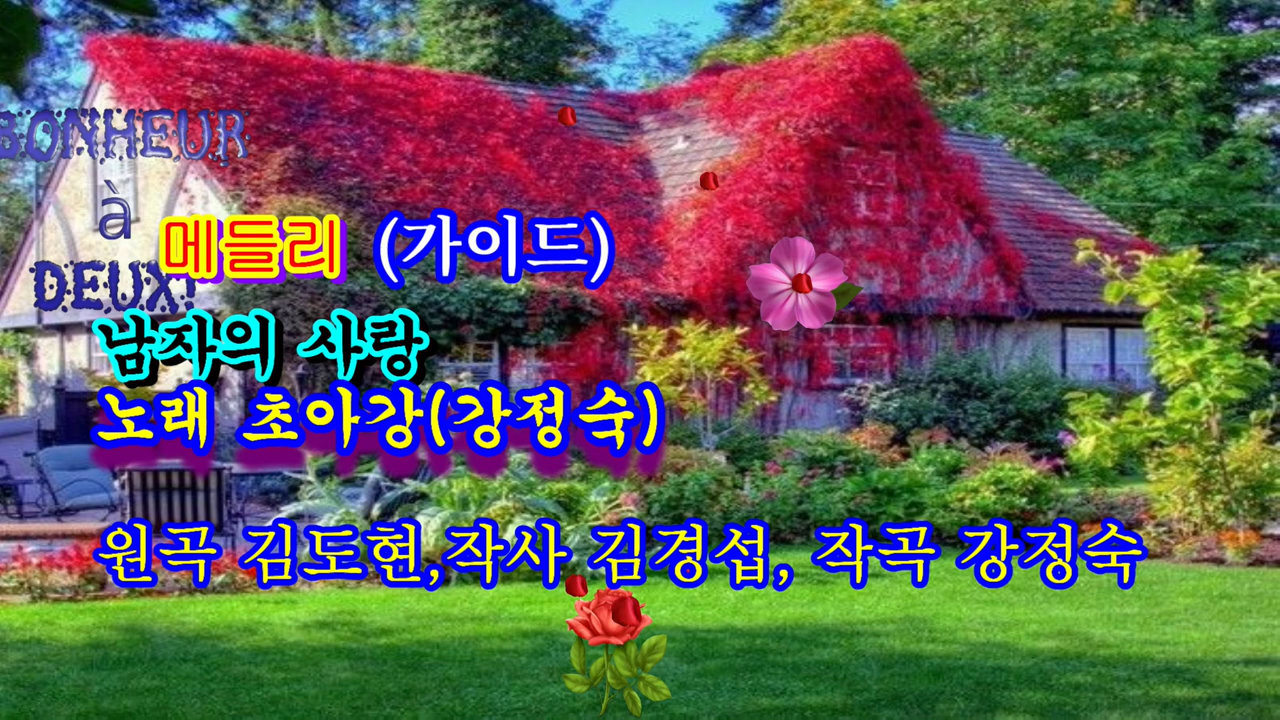 BONHEUR
à
DEUX!
메들리 (가이드)
남자의 사랑
노래 초아강(강정숙)
원곡 김도현,작사 김경섭, 작곡 강정숙